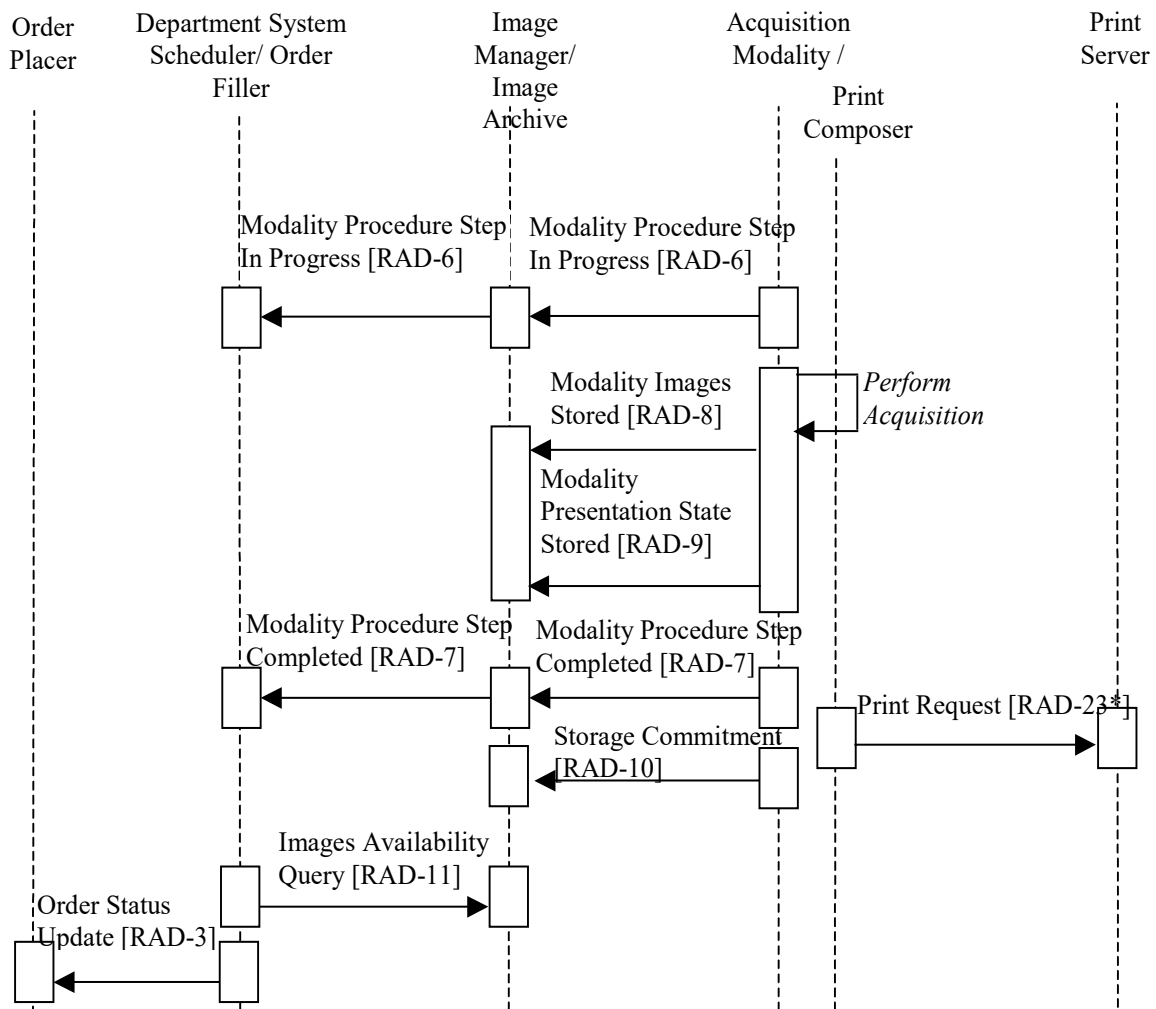 Order
Placer
Department System
Scheduler/ Order
Filler
Image
Manager/
Image
Archive
Acquisition
Modality /
Print
Composer
Print
Server
Modality Procedure Step
In Progress [RAD-6]
Modality Procedure Step
In Progress [RAD-6]
Modality Images
Stored [RAD-8]
Perform
Acquisition
Modality
Presentation State
Stored [RAD-9]
Modality Procedure Step
Completed [RAD-7]
Modality Procedure Step
Completed [RAD-7]
Print Request [RAD-23*]
Storage Commitment
[RAD-10]
Images Availability
Query [RAD-11]
Order Status
Update [RAD-3]